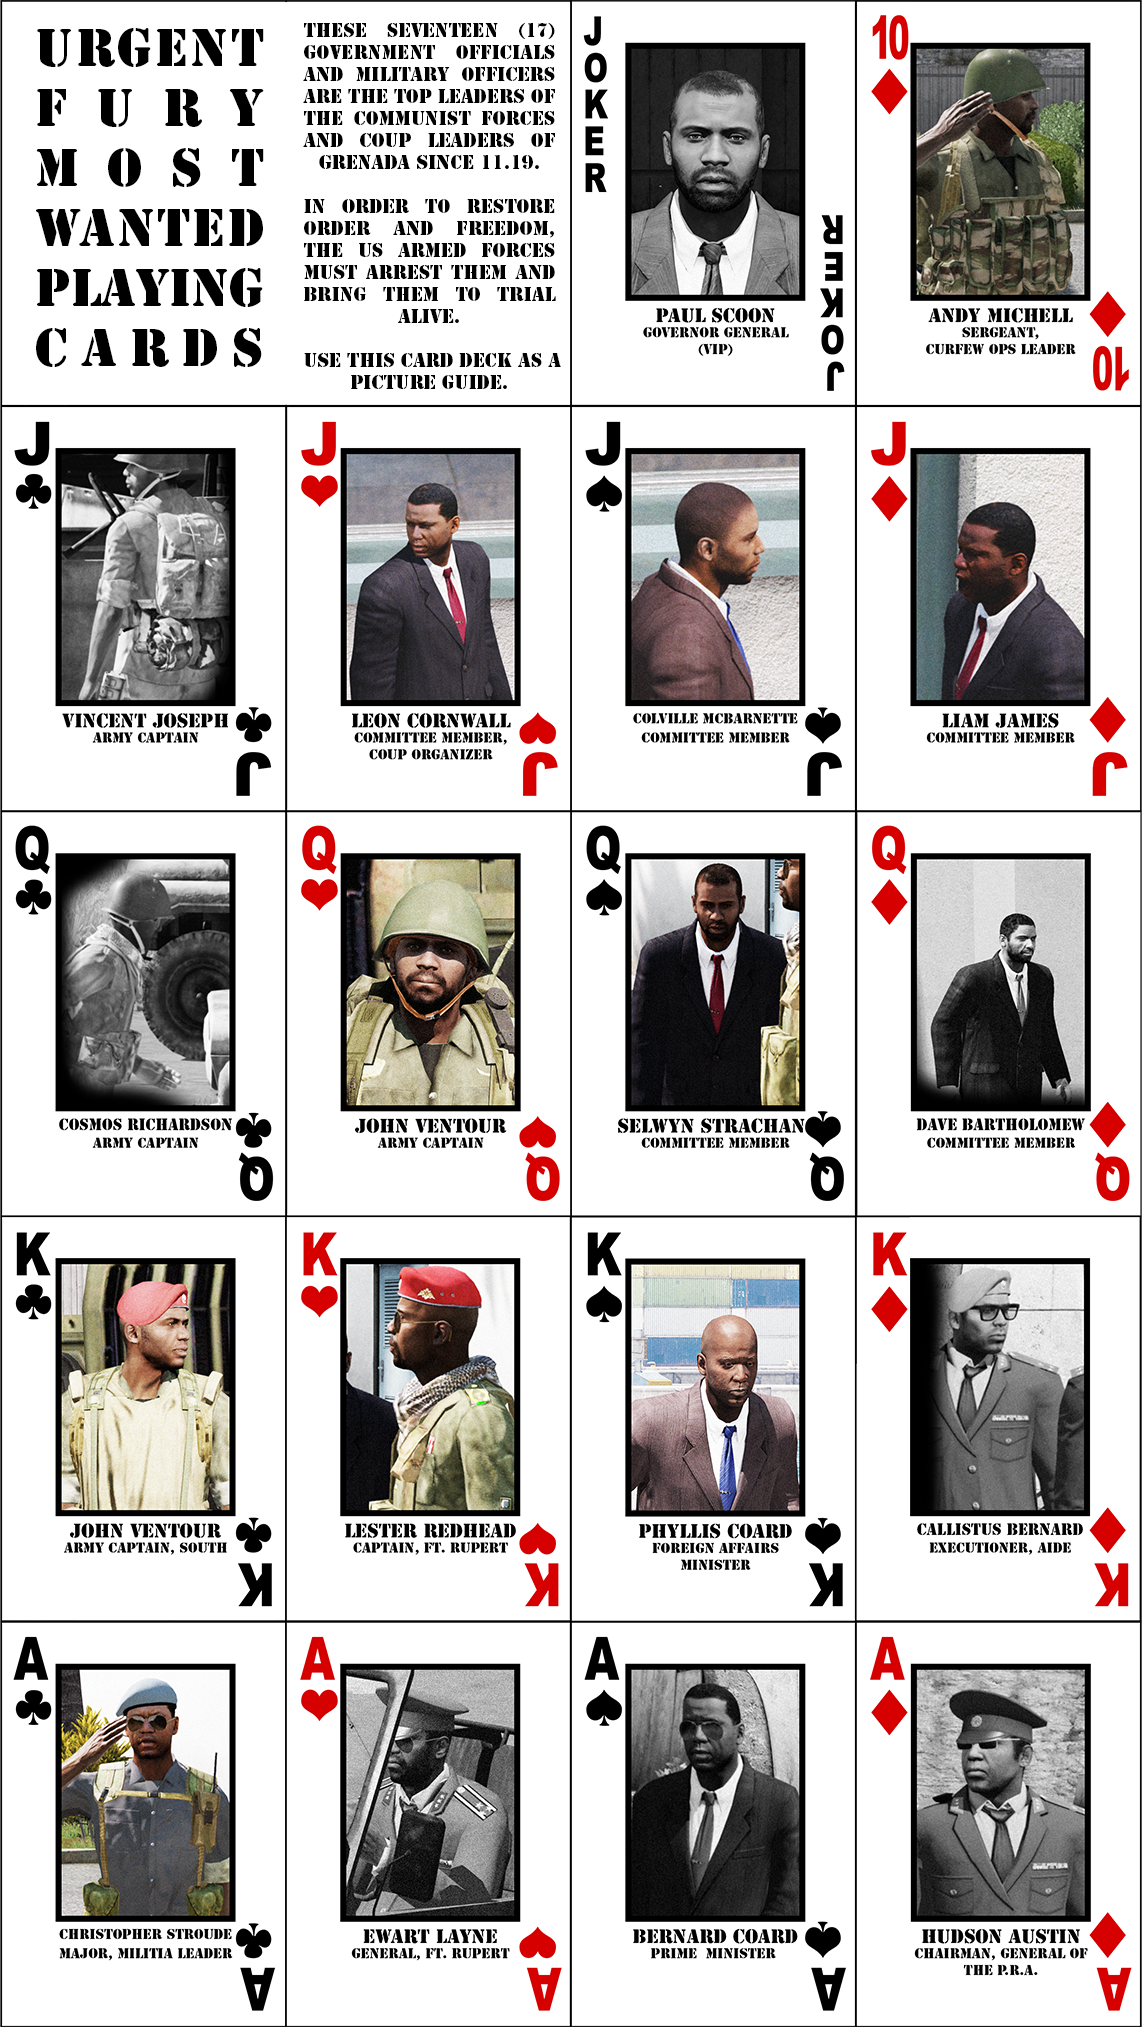 URGENT
FURY
MOST
WANTED
PLAYING
CARDS
THESE SEVENTEEN (17)
GOVERNMENT OFFICIALS
AND MILITARY OFFICERS
ARE THE TOP LEADERS OF
THE COMMUNIST FORCES
AND COUP LEADERS OF
GRENADA SINCE 11.19.
IN ORDER TO RESTORE
ORDER AND FREEDOM,
THE US ARMED FORCES
MUST ARREST THEM AND
BRING THEM TO TRIAL
ALIVE.
USE THIS CARD DECK AS A
PICTURE GUIDE.
JOKER
PAUL SCOON
GOVERNOR GENERAL
(VIP)
JOKER
10
ANDY MICHELL
SERGEANT,
CURFEW OPS LEADER
10
J
VINCENT JOSEPH
ARMY CAPTAIN
J
J
LEON CORNWALL
COMMITTEE MEMBER,
COUP ORGANIZER
J
J
COLVILLE MCBARNETTE
COMMITTEE MEMBER
J
J
LIAM JAMES
COMMITTEE MEMBER
J
Q
COSMOS RICHARDSON
ARMY CAPTAIN
Q
Q
JOHN VENTOUR
ARMY CAPTAIN
Q
Q
SELWYN STRACHAN
COMMITTEE MEMBER
Q
Q
DAVE BARTHOLOMEW
COMMITTEE MEMBER
Q
K
JOHN VENTOUR
ARMY CAPTAIN, SOUTH
K
K
LESTER REDHEAD
CAPTAIN, FT. RUPERT
K
K
PHYLLIS COARD
FOREIGN AFFAIRS
MINISTER
K
K
CALLISTUS BERNARD
EXECUTIONER, AIDE
K
A
CHRISTOPHER STROUDE
MAJOR, MILITIA LEADER
A
A
EWART LAYNE
GENERAL, FT. RUPERT
A
A
BERNARD COARD
PRIME MINISTER
A
A
HUDSON AUSTIN
CHAIRMAN, GENERAL OF
THE P.R.A.
A